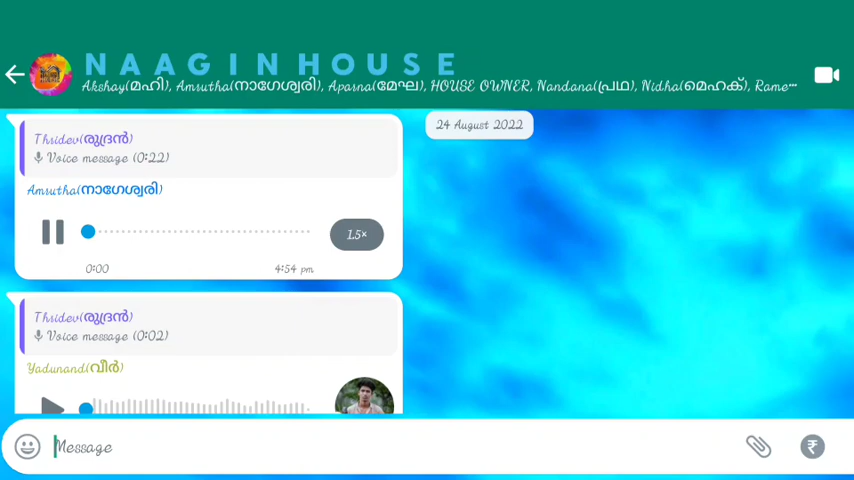 NAAGIN HOUSE
Akshay(മഹി), Amrutha(നാഗേശ്വരി), Aparna(മേഘ), HOUSE OWNER, Nandana(പ്രഥ), Nidha(മെഹക്), Rame...
24 August 2022
Thridev(രുദ്രൻ)
Voice message (0:22)
Amrutha(നാഗേശ്വരി)
1.5×
0:00 4:54 pm
Thridev(രുദ്രൻ)
Voice message (0:02)
Yadunand(വീർ)
Message